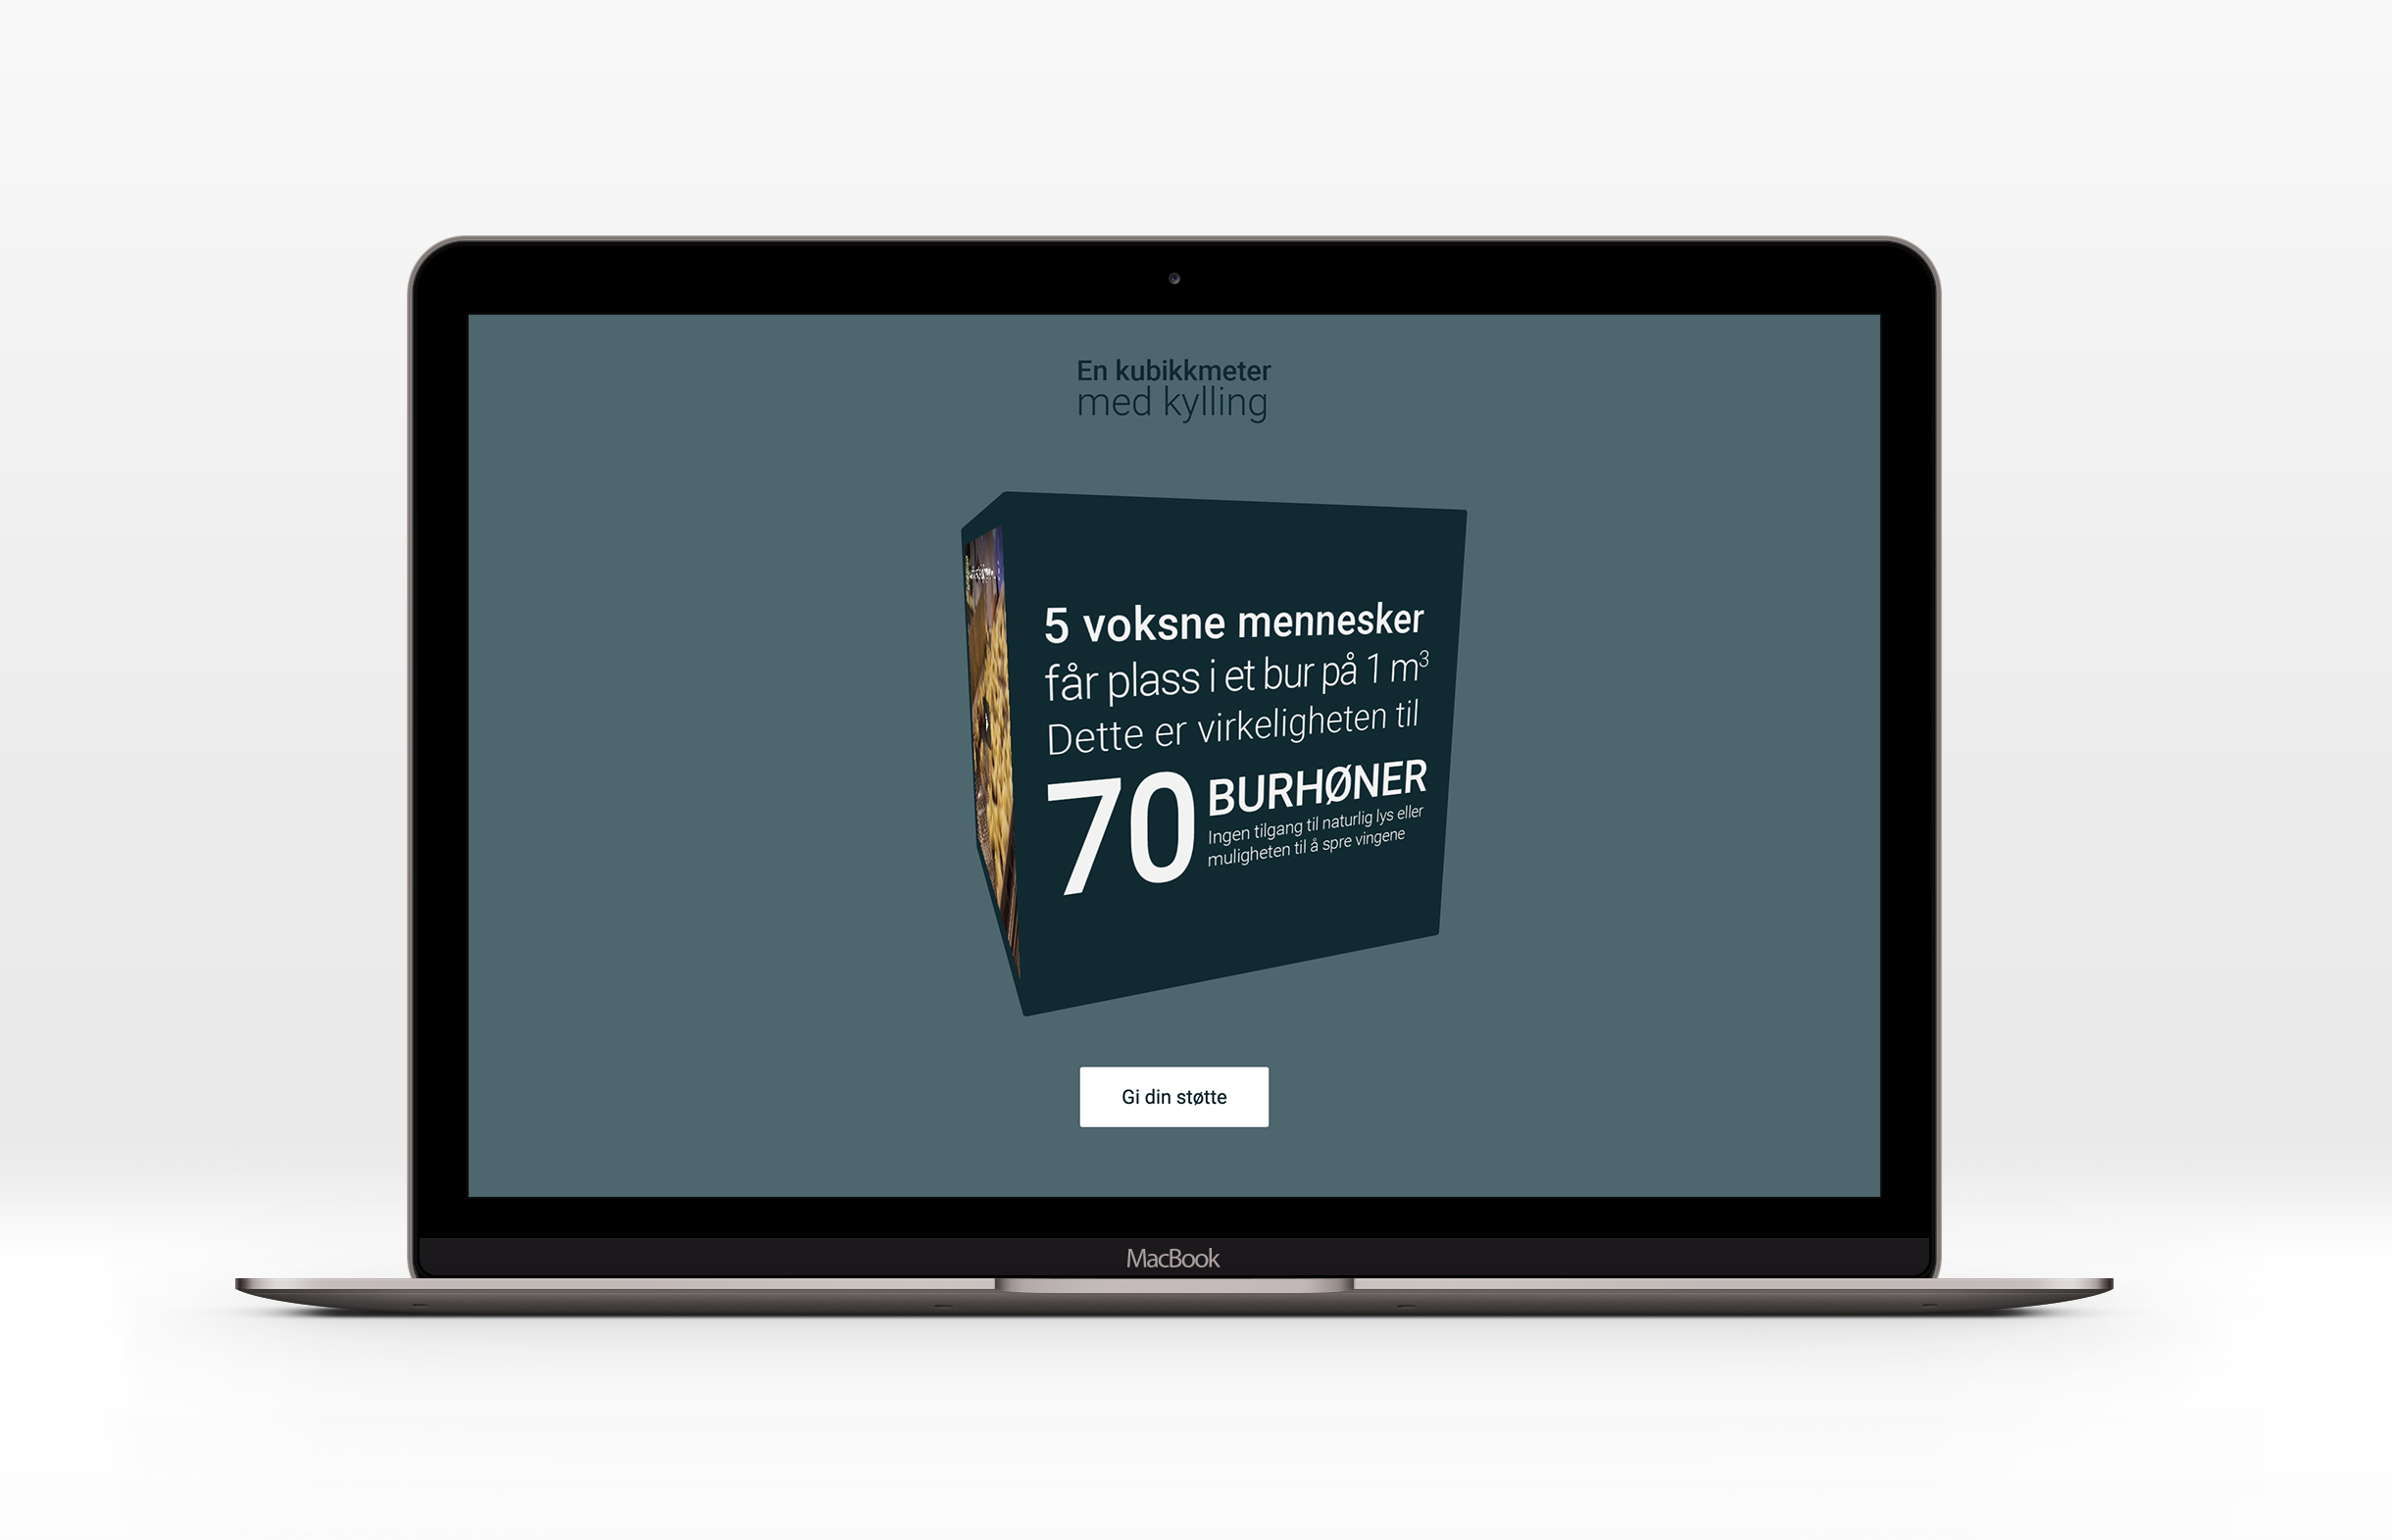 En kubikkmeter
med kylling
5 voksne mennesker
får plass i et bur på 1 m³
Dette er virkeligheten til
70 BURHØNER
Ingen tilgang til naturlig lys eller
muligheten til å spre vingene
Gi din støtte
MacBook